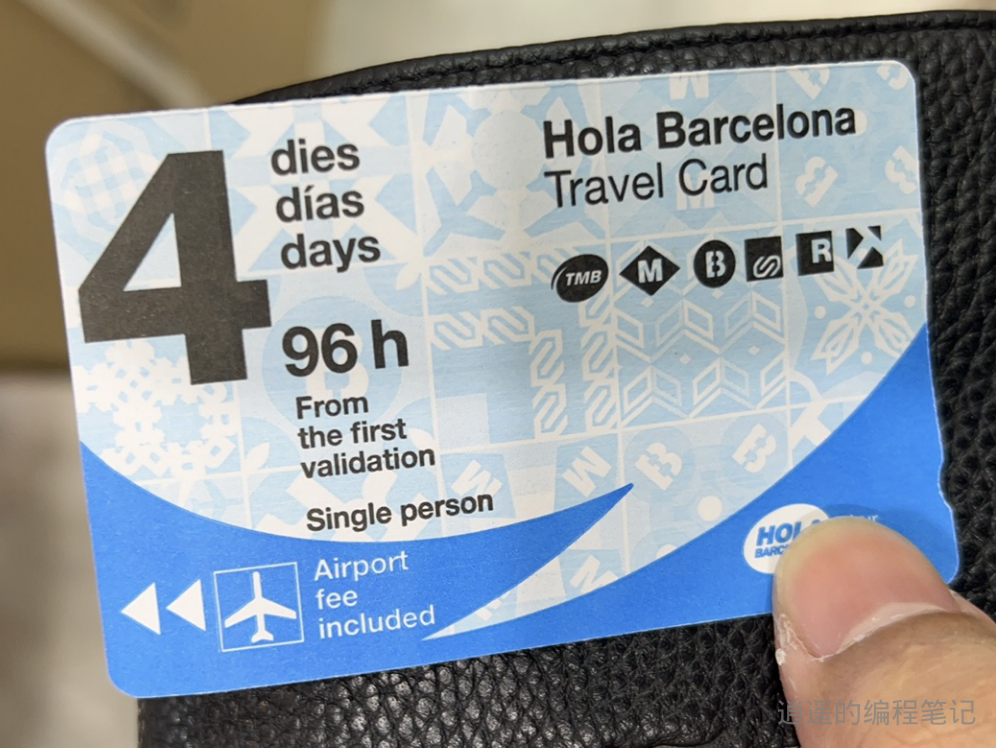 4
dies
días
days
96 h
From
the first
validation
Single person
Airport
fee
included
Hola Barcelona
Travel Card
TMB
M
B
R
HOLA
逍遥的编程笔记